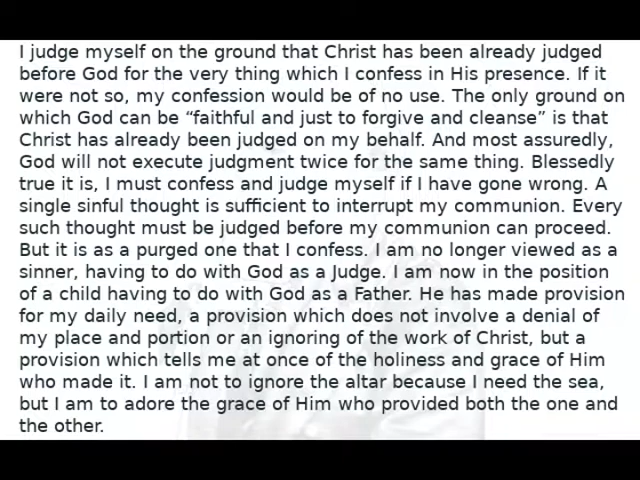 I judge myself on the ground that Christ has been already judged
before God for the very thing which I confess in His presence. If it
were not so, my confession would be of no use. The only ground on
which God can be “faithful and just to forgive and cleanse” is that
Christ has already been judged on my behalf. And most assuredly,
God will not execute judgment twice for the same thing. Blessedly
true it is, I must confess and judge myself if I have gone wrong. A
single sinful thought is sufficient to interrupt my communion. Every
such thought must be judged before my communion can proceed.
But it is as a purged one that I confess. I am no longer viewed as a
sinner, having to do with God as a Judge. I am now in the position
of a child having to do with God as a Father. He has made provision
for my daily need, a provision which does not involve a denial of
my place and portion or an ignoring of the work of Christ, but a
provision which tells me at once of the holiness and grace of Him
who made it. I am not to ignore the altar because I need the sea,
but I am to adore the grace of Him who provided both the one and
the other.